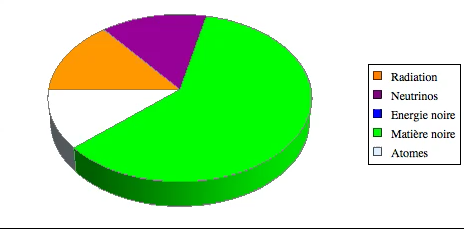 Radiation
Neutrinos
Energie noire
Matière noire
Atomes